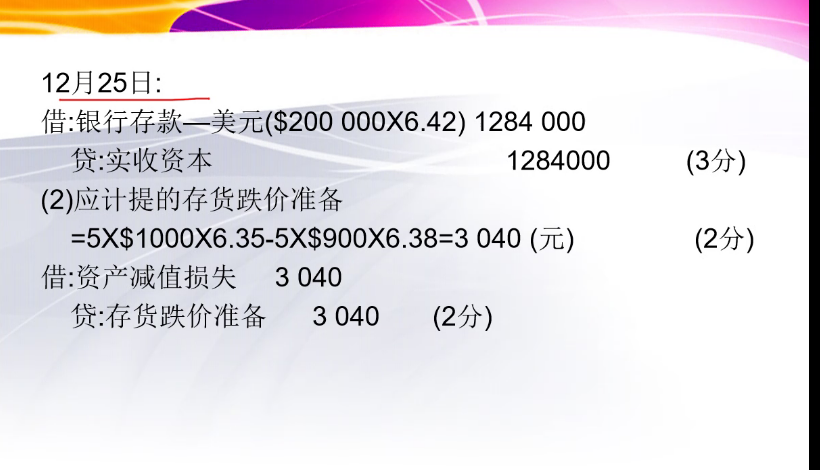 12月25日:
借:银行存款—美元($200 000X6.42) 1284 000
贷:实收资本 1284000 (3分)
(2)应计提的存货跌价准备
=5X$1000X6.35-5X$900X6.38=3 040 (元) (2分)
借:资产减值损失 3 040
贷:存货跌价准备 3 040 (2分)